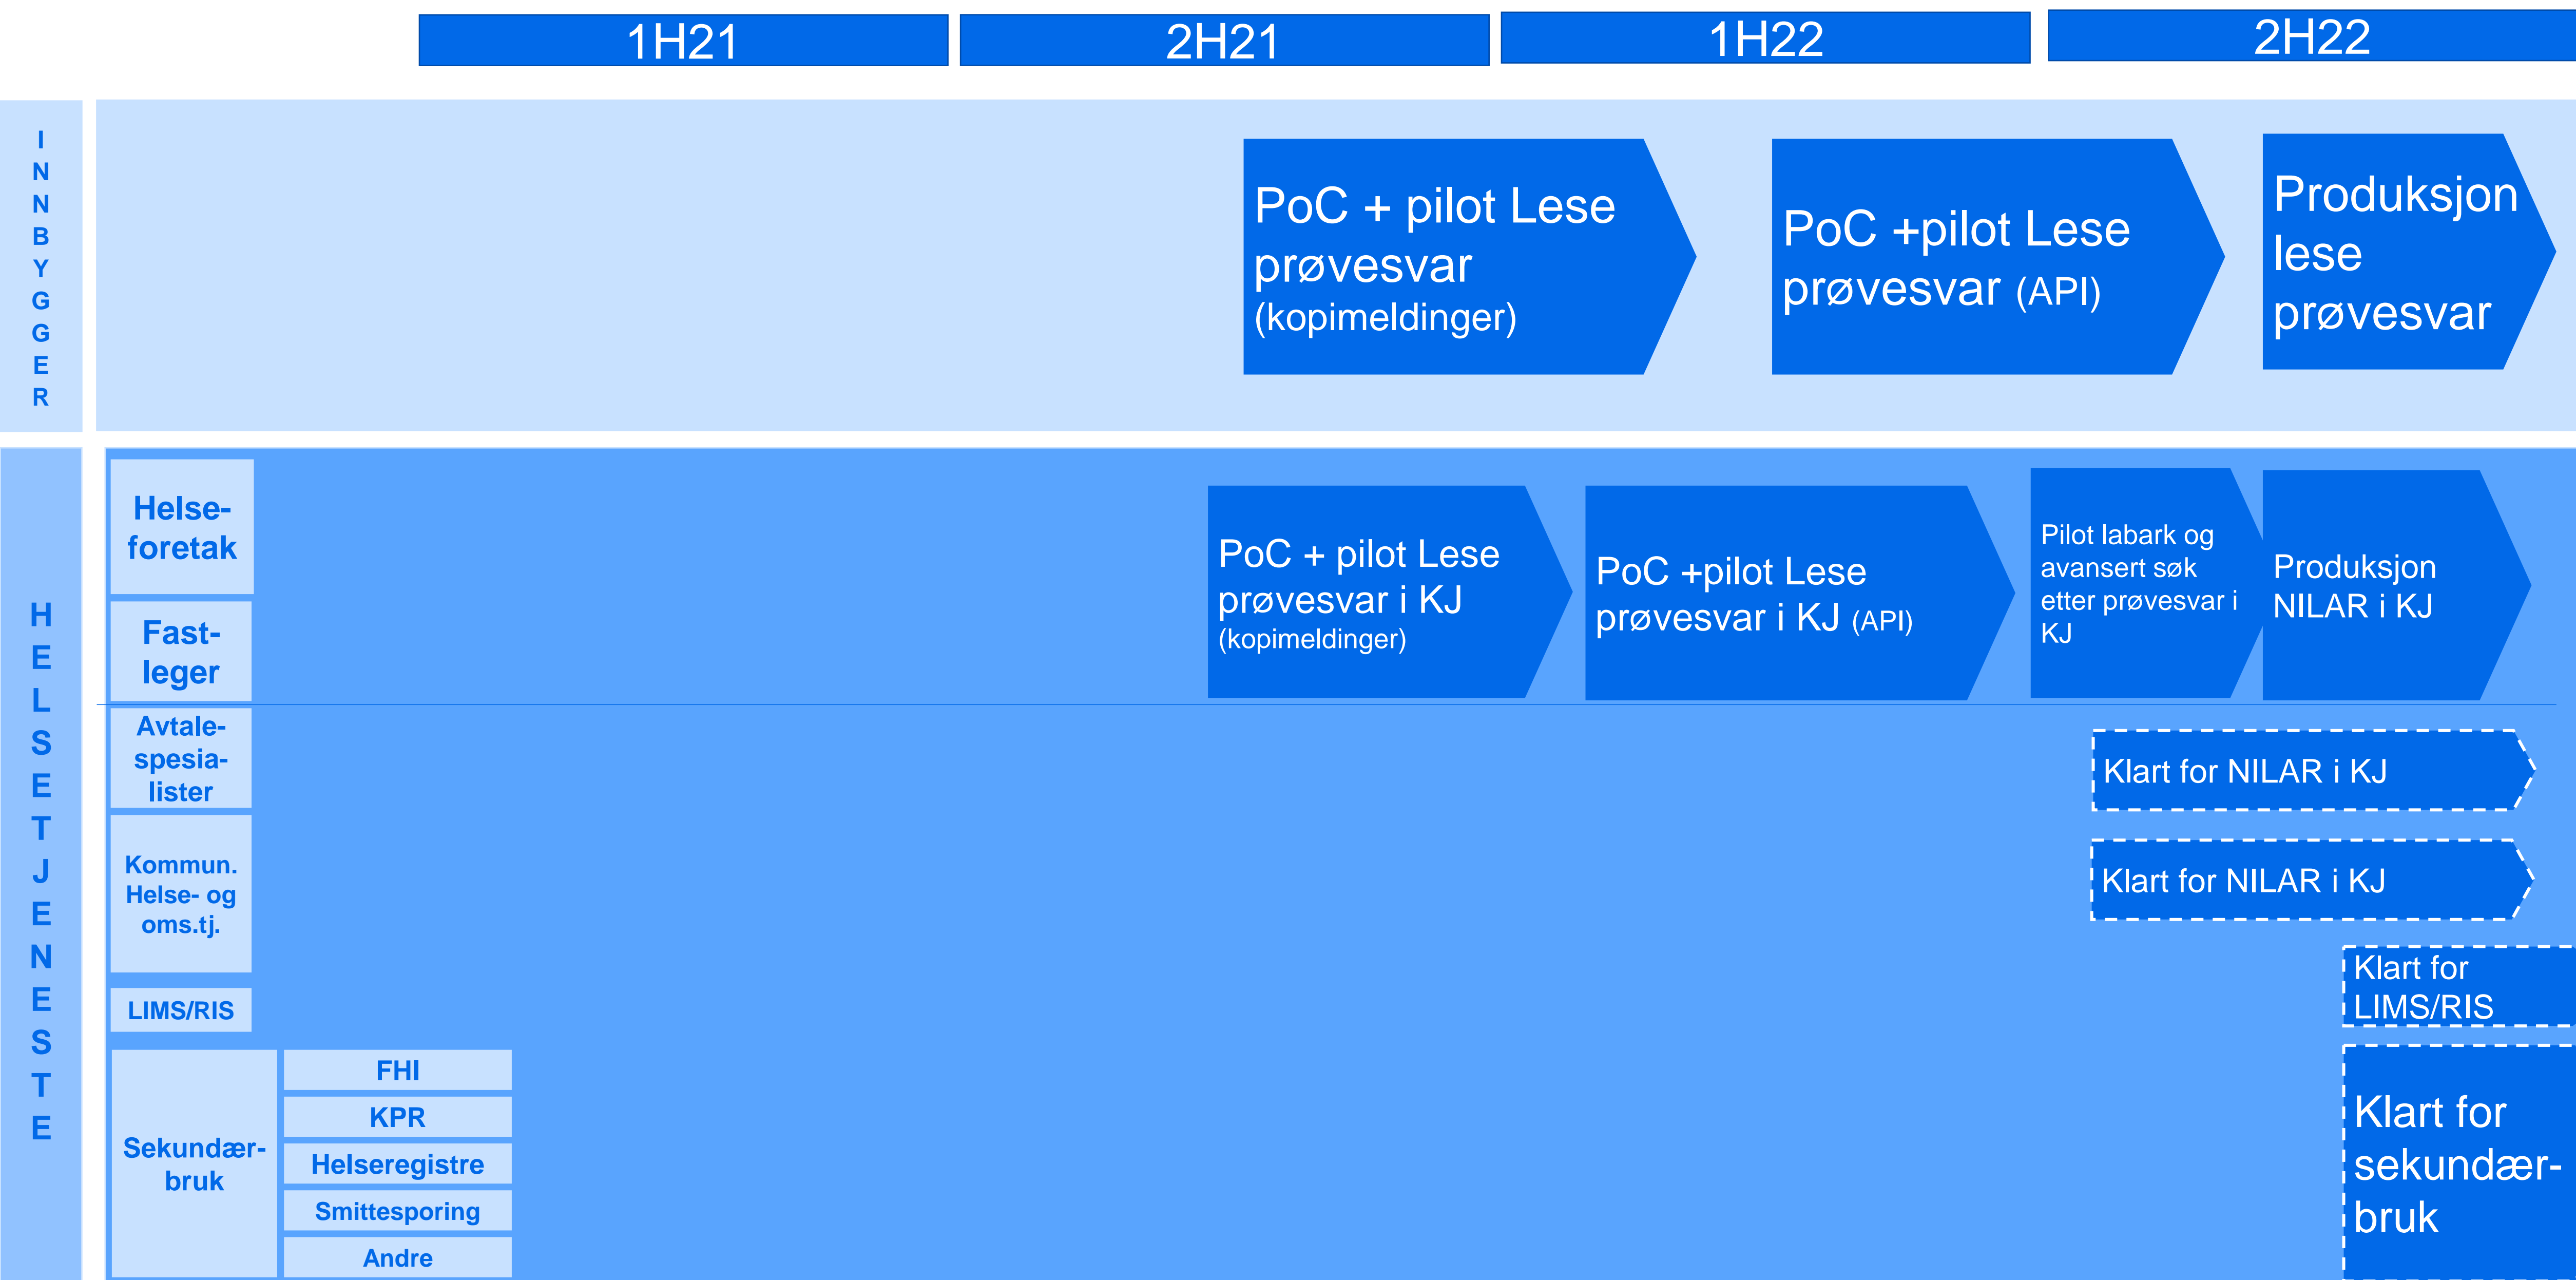 1H21
2H21
1H22
2H22
INNBYGGER
PoC + pilot Lese
prøvesvar
(kopimeldinger)
PoC +pilot Lese
prøvesvar (API)
Produksjon
lese
prøvesvar
HELSETJENESTE
Helse-
foretak
Fast-
leger
PoC + pilot Lese
prøvesvar i KJ
(kopimeldinger)
PoC +pilot Lese
prøvesvar i KJ (API)
Pilot labark og
avansert søk
etter prøvesvar i
KJ
Produksjon
NILAR i KJ
Avtale-
spesia-
lister
Klart for NILAR i KJ
Kommun.
Helse- og
oms.tj.
Klart for NILAR i KJ
LIMS/RIS
Klart for
LIMS/RIS
Sekundær-
bruk
FHI
KPR
Helseregistre
Smittesporing
Andre
Klart for
sekundær-
bruk